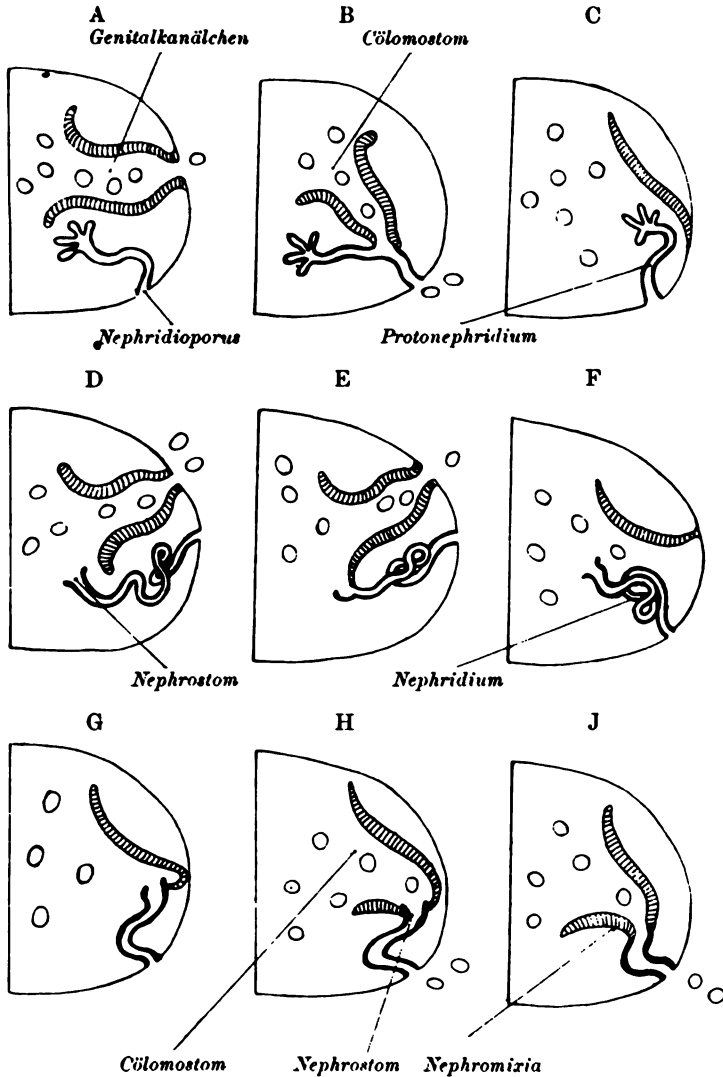 A
B
C
Genitalkanälchen
Cölomostom
Nephridioporus
Protonephridium
D
E
F
Nephrostom
Nephridium
G
H
J
Cölomostom
Nephrostom
Nephromixia